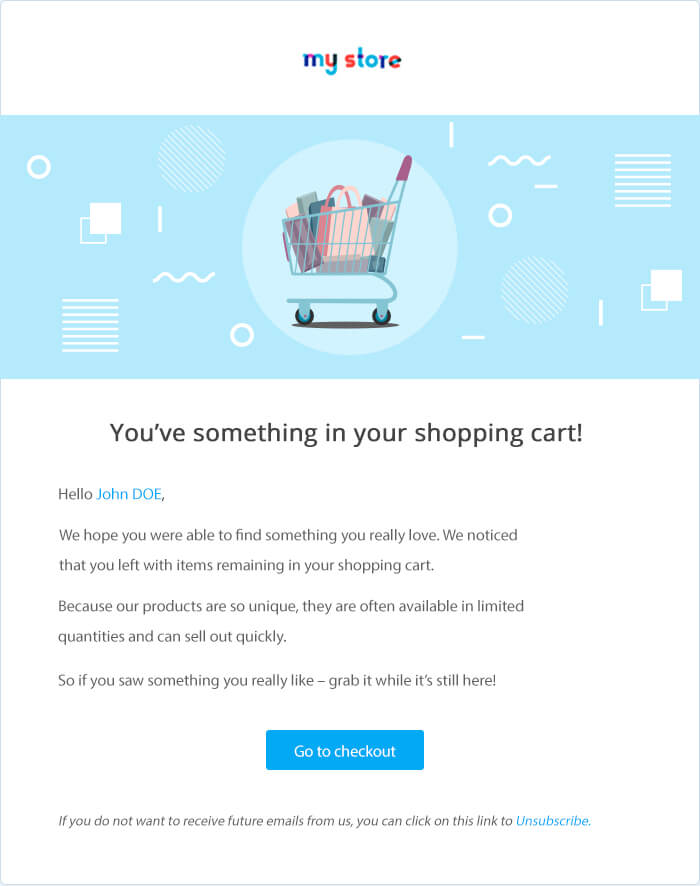 my store
You’ve something in your shopping cart!
Hello John DOE,
We hope you were able to find something you really love. We noticed
that you left with items remaining in your shopping cart.
Because our products are so unique, they are often available in limited
quantities and can sell out quickly.
So if you saw something you really like – grab it while it’s still here!
Go to checkout
If you do not want to receive future emails from us, you can click on this link to Unsubscribe.